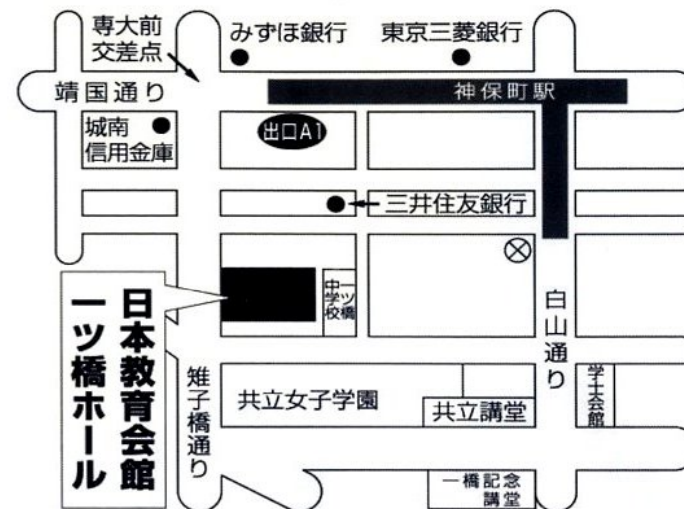 専大前
交差点
みずほ銀行
東京三菱銀行
靖国通り
神保町駅
城南
信用金庫
出口A1
三井住友銀行
一ツ橋
中学校
日本教育会館
一ツ橋ホール
白山通り
雉子橋通り
共立女子学園
共立講堂
学士会館
一橋記念
講堂